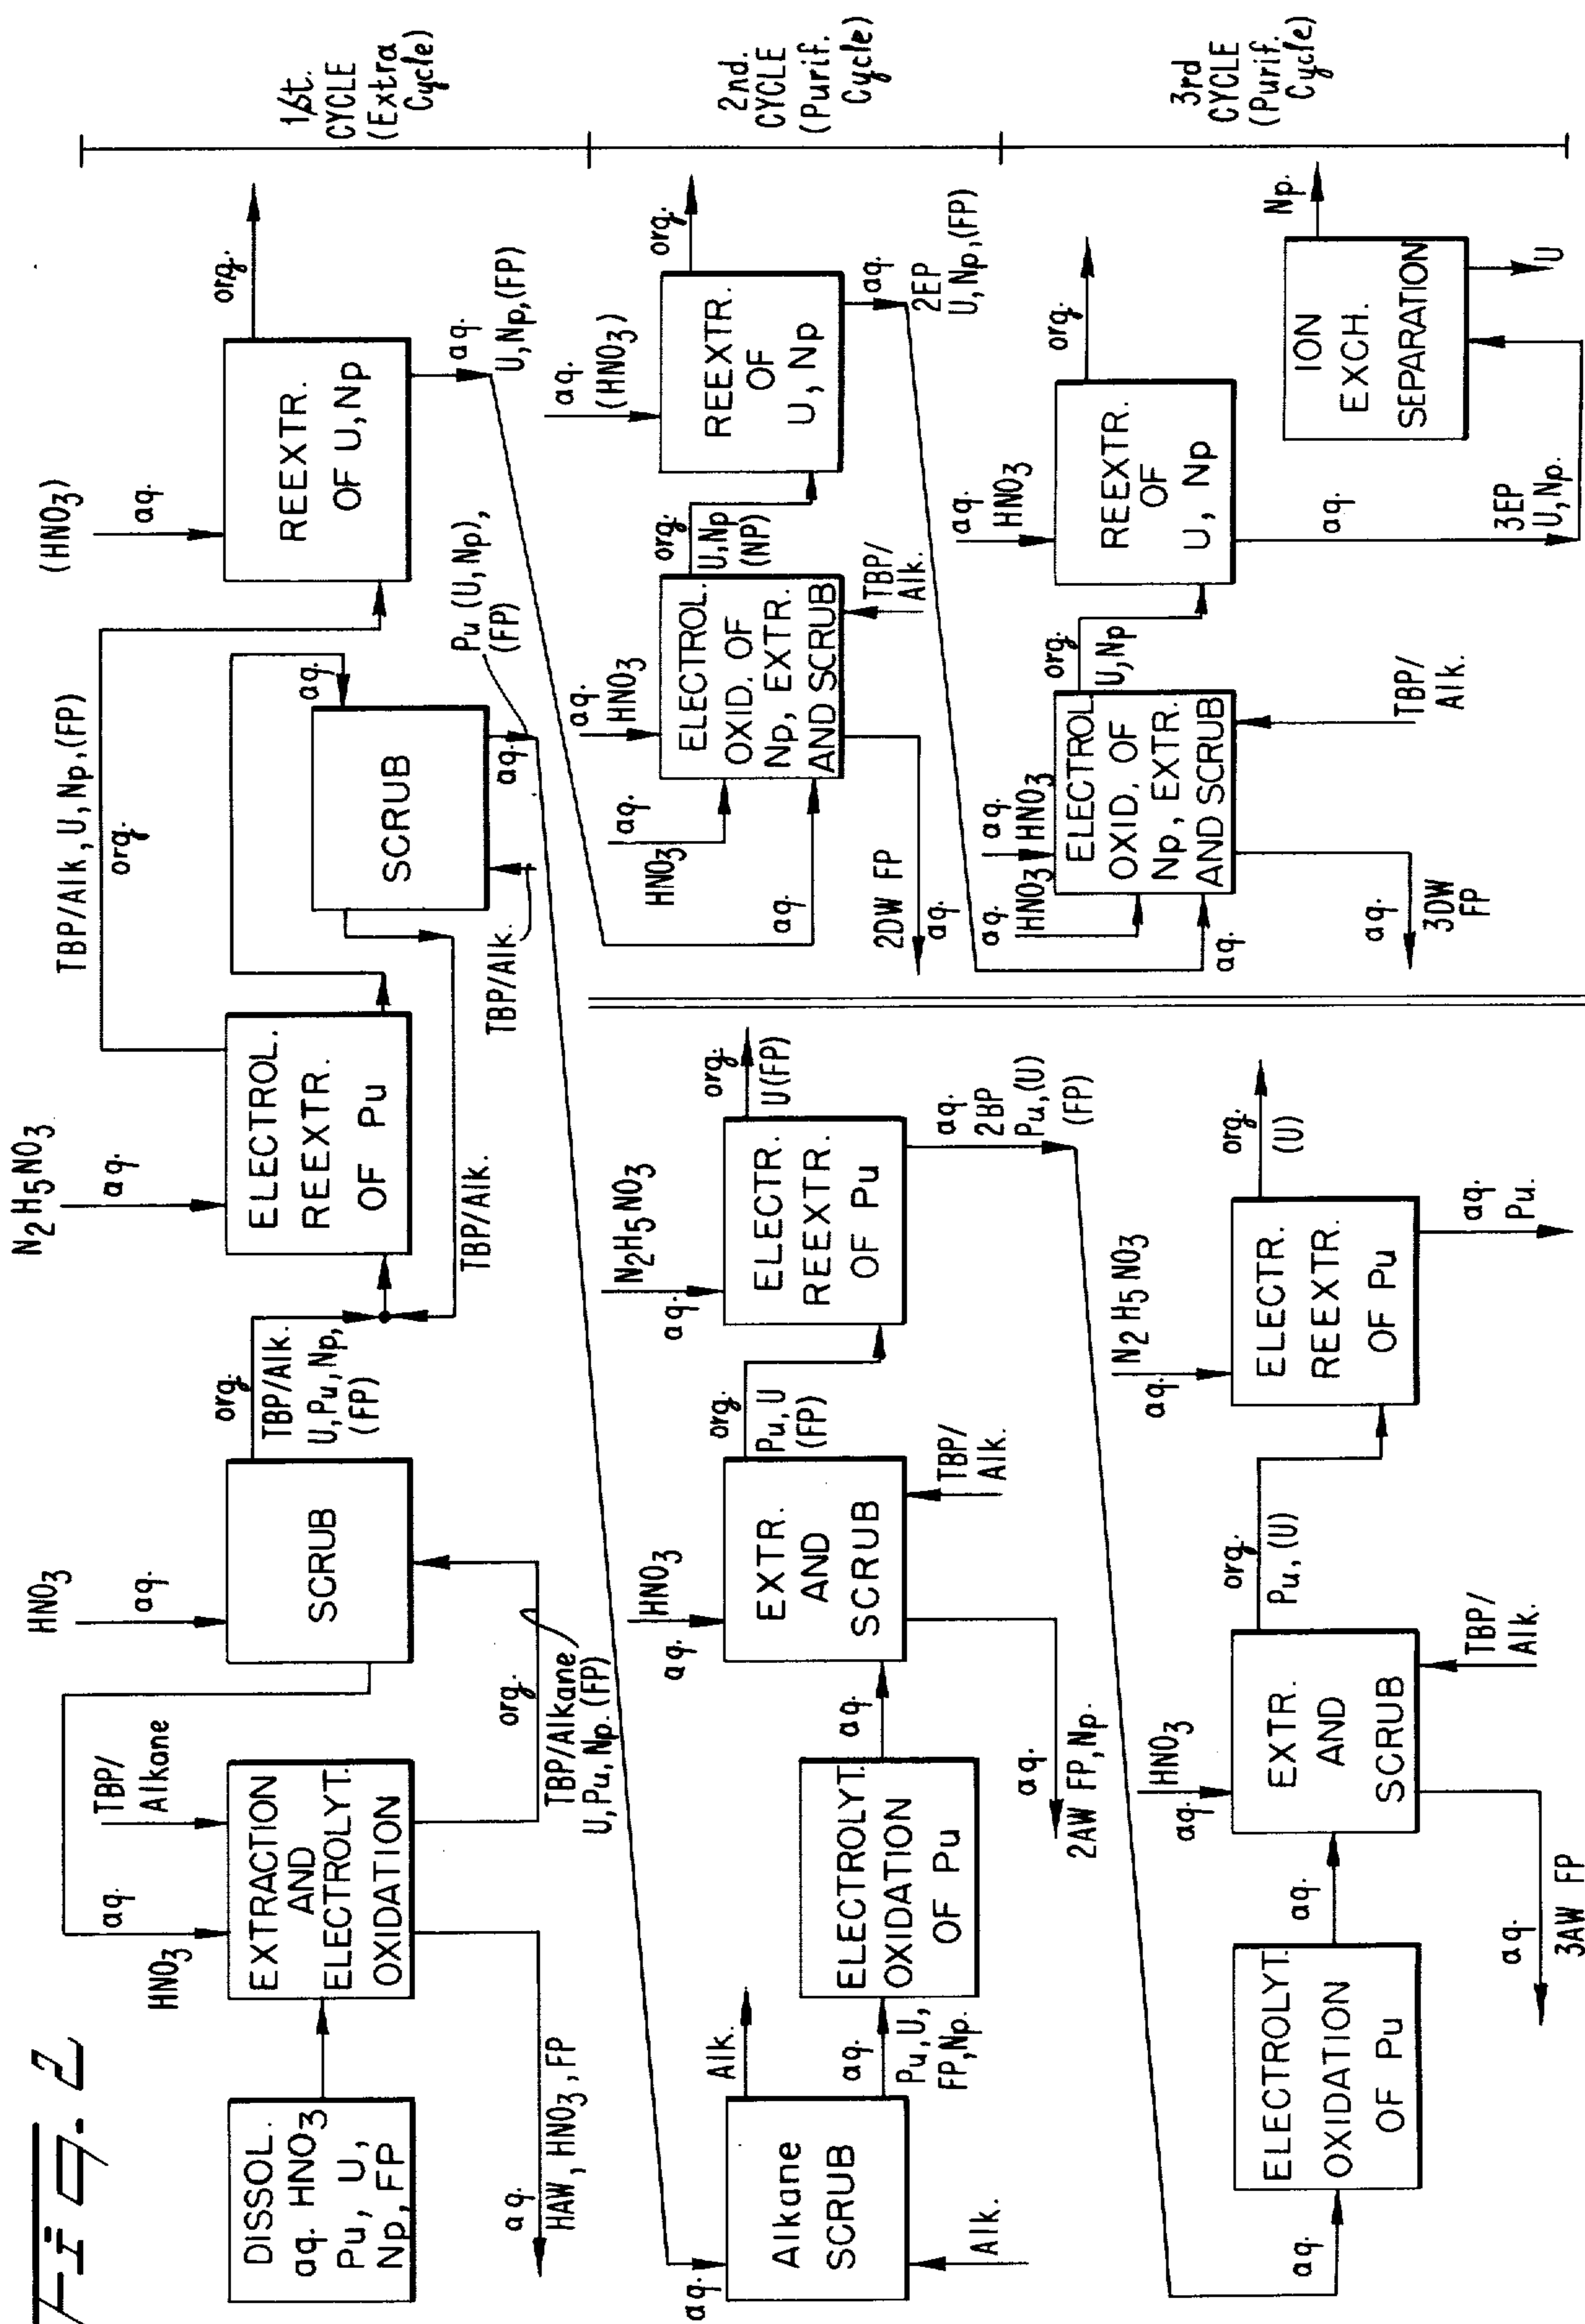 Fig. 2
DISSOL.
aq. HNO3
Pu, U,
Np, FP
HNO3
aq.
TBP/
Alkane
EXTRACTION
AND
ELECTROLYT.
OXIDATION
aq.
HAW, HNO3, FP
org.
TBP/Alkane
U, Pu, Np. (FP)
HNO3
aq.
SCRUB
org.
TBP/Alk.
U, Pu, Np,
(FP)
N2H5NO3
aq.
ELECTROL.
REEXTR.
OF Pu
TBP/Alk.
TBP/Alk, U, Np, (FP)
org.
aq.
SCRUB
TBP/Alk.
aq.
Pu (U, Np),
(FP)
(HNO3)
aq.
REEXTR.
OF U, Np
org.
aq.
U, Np, (FP)
1/st.
CYCLE
(Extra
Cycle)
aq.
Alkane
SCRUB
Alk.
Alk.
aq.
Pu, U,
FP, Np.
ELECTROLYT.
OXIDATION
OF Pu
aq.
HNO3
aq.
EXTR.
AND
SCRUB
TBP/
Alk.
aq.
2AW FP, Np.
org.
Pu, U
(FP)
N2H5NO3
aq.
ELECTR.
REEXTR.
OF Pu
org.
U(FP)
aq.
2BP
Pu, (U)
(FP)
HNO3
aq.
aq.
HNO3
aq.
ELECTROL.
OXID. OF
Np, EXTR.
AND SCRUB
TBP/
Alk.
2DW FP
aq.
org.
U, Np
(NP)
aq.
(HNO3)
REEXTR.
OF
U, Np
org.
aq.
2EP
U, Np, (FP)
2nd.
CYCLE
(Purif.
Cycle)
aq.
ELECTROLYT.
OXIDATION
OF Pu
aq.
HNO3
aq.
EXTR.
AND
SCRUB
TBP/
Alk.
aq.
3AW FP
org.
Pu, (U)
N2H5NO3
aq.
ELECTR.
REEXTR.
OF Pu
org.
(U)
aq.
Pu.
aq.
HNO3
aq.
HNO3
aq.
ELECTROL.
OXID. OF
Np, EXTR.
AND SCRUB
TBP/
Alk.
aq.
3DW
FP
org.
U, Np
aq.
HNO3
REEXTR.
OF
U, Np
org.
aq.
3EP
U, Np.
ION
EXCH.
SEPARATION
Np.
U
3rd
CYCLE
(Purif.
Cycle)